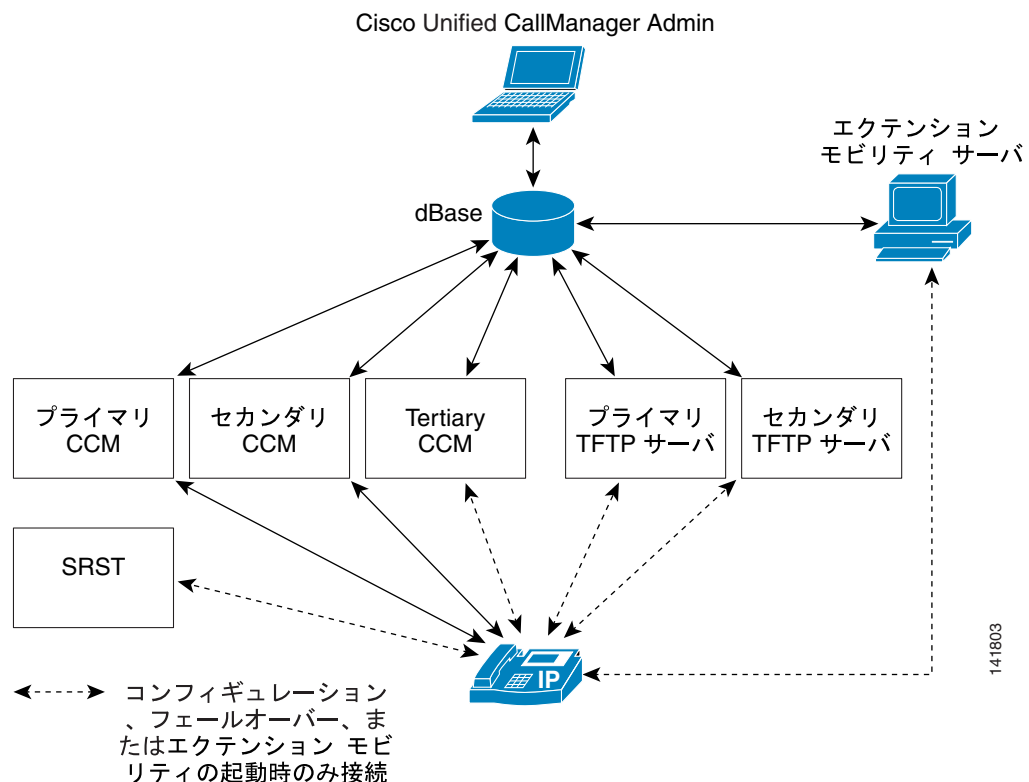 Cisco Unified CallManager Admin
エクテンション
モビリティ サーバ
dBase
プライマリ
CCM
セカンダリ
CCM
Tertiary
CCM
プライマリ
TFTP サーバ
セカンダリ
TFTP サーバ
SRST
IP
141803
コンフィギュレーション
、フェールオーバー、ま
たはエクテンション モビ
リティの起動時のみ接続